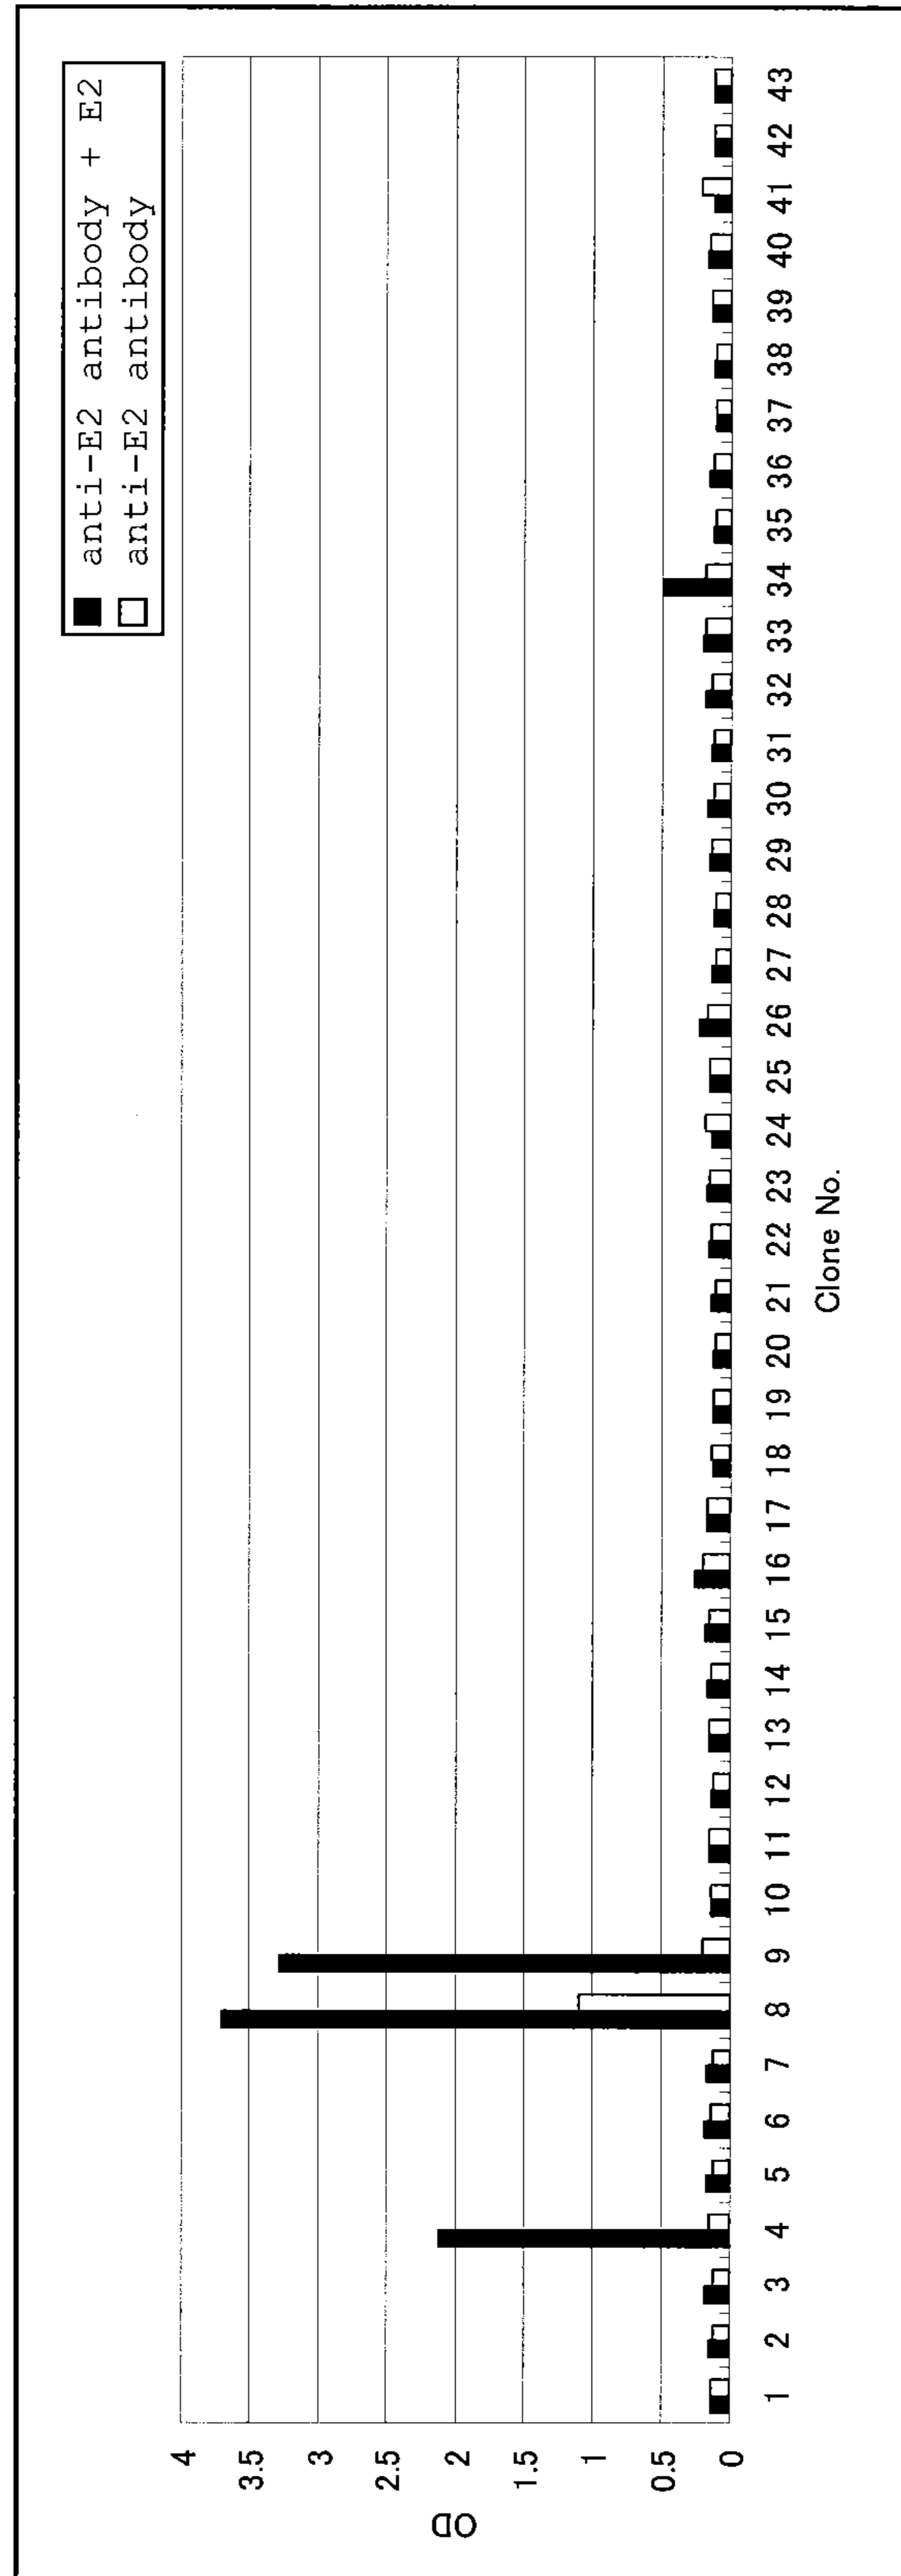 anti-E2 antibody + E2
anti-E2 antibody
OD
4
3.5
3
2.5
2
1.5
1
0.5
0
1 2 3 4 5 6 7 8 9 10 11 12 13 14 15 16 17 18 19 20 21 22 23 24 25 26 27 28 29 30 31 32 33 34 35 36 37 38 39 40 41 42 43
Clone No.